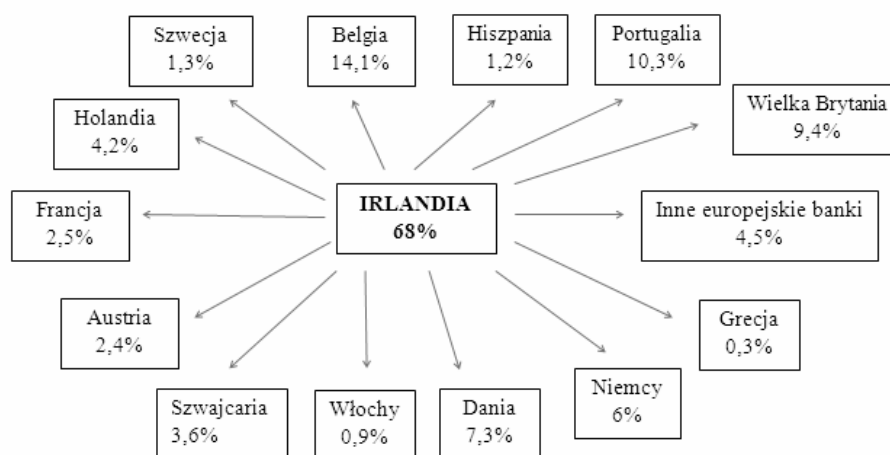 Szwecja
1,3%
Belgia
14,1%
Hiszpania
1,2%
Portugalia
10,3%
Wielka Brytania
9,4%
Holandia
4,2%
IRLANDIA
68%
Francja
2,5%
Inne europejskie banki
4,5%
Austria
2,4%
Grecja
0,3%
Szwajcaria
3,6%
Włochy
0,9%
Dania
7,3%
Niemcy
6%